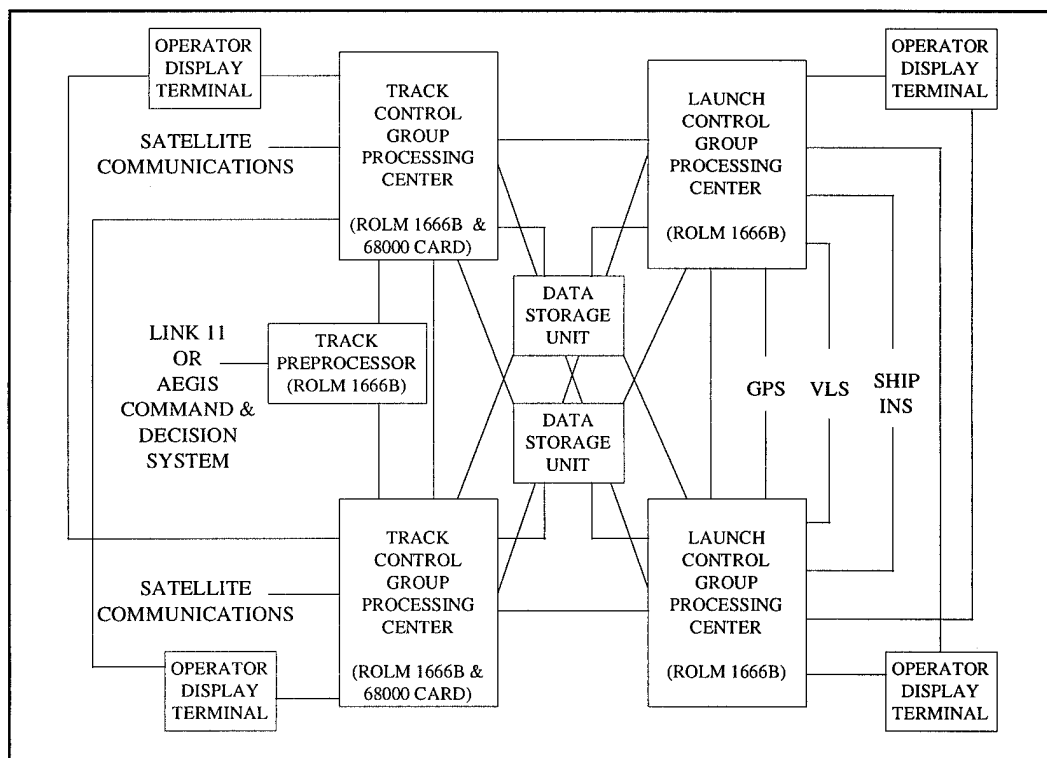 OPERATOR
DISPLAY
TERMINAL
TRACK
CONTROL
GROUP
PROCESSING
CENTER
(ROLM 1666B &
68000 CARD)
LAUNCH
CONTROL
GROUP
PROCESSING
CENTER
(ROLM 1666B)
OPERATOR
DISPLAY
TERMINAL
SATELLITE
COMMUNICATIONS
DATA
STORAGE
UNIT
LINK 11
OR
AEGIS
COMMAND &
DECISION
SYSTEM
TRACK
PREPROCESSOR
(ROLM 1666B)
GPS
VLS
SHIP
INS
DATA
STORAGE
UNIT
TRACK
CONTROL
GROUP
PROCESSING
CENTER
(ROLM 1666B &
68000 CARD)
LAUNCH
CONTROL
GROUP
PROCESSING
CENTER
(ROLM 1666B)
SATELLITE
COMMUNICATIONS
OPERATOR
DISPLAY
TERMINAL
OPERATOR
DISPLAY
TERMINAL